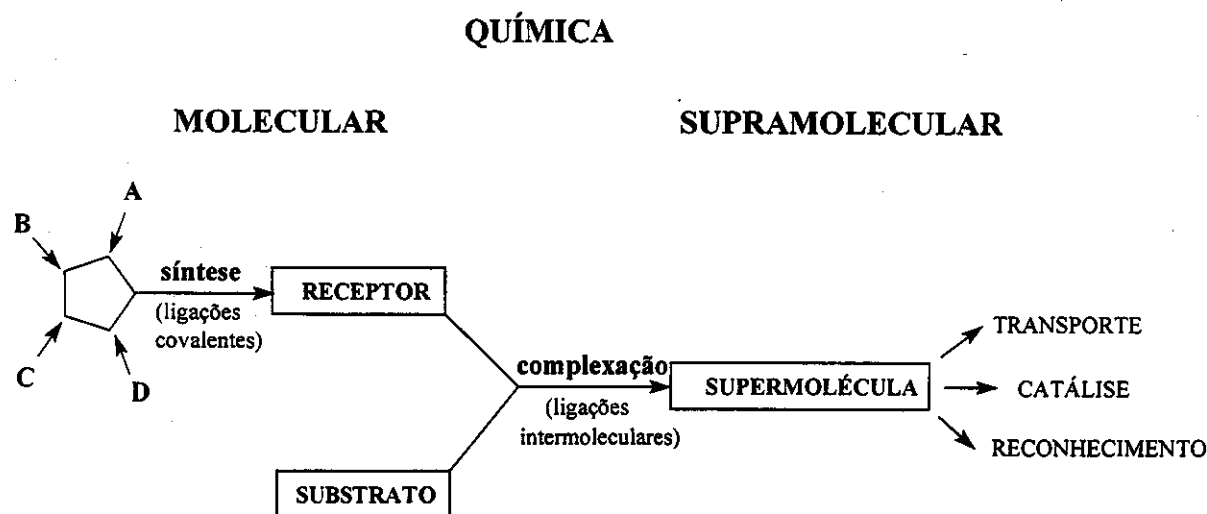 QUÍMICA
MOLECULAR
SUPRAMOLECULAR
A
B
síntese
RECEPTOR
(ligações
covalentes)
C
D
complexação
(ligações
intermoleculares)
SUPERMOLÉCULA
TRANSPORTE
CATÁLISE
RECONHECIMENTO
SUBSTRATO